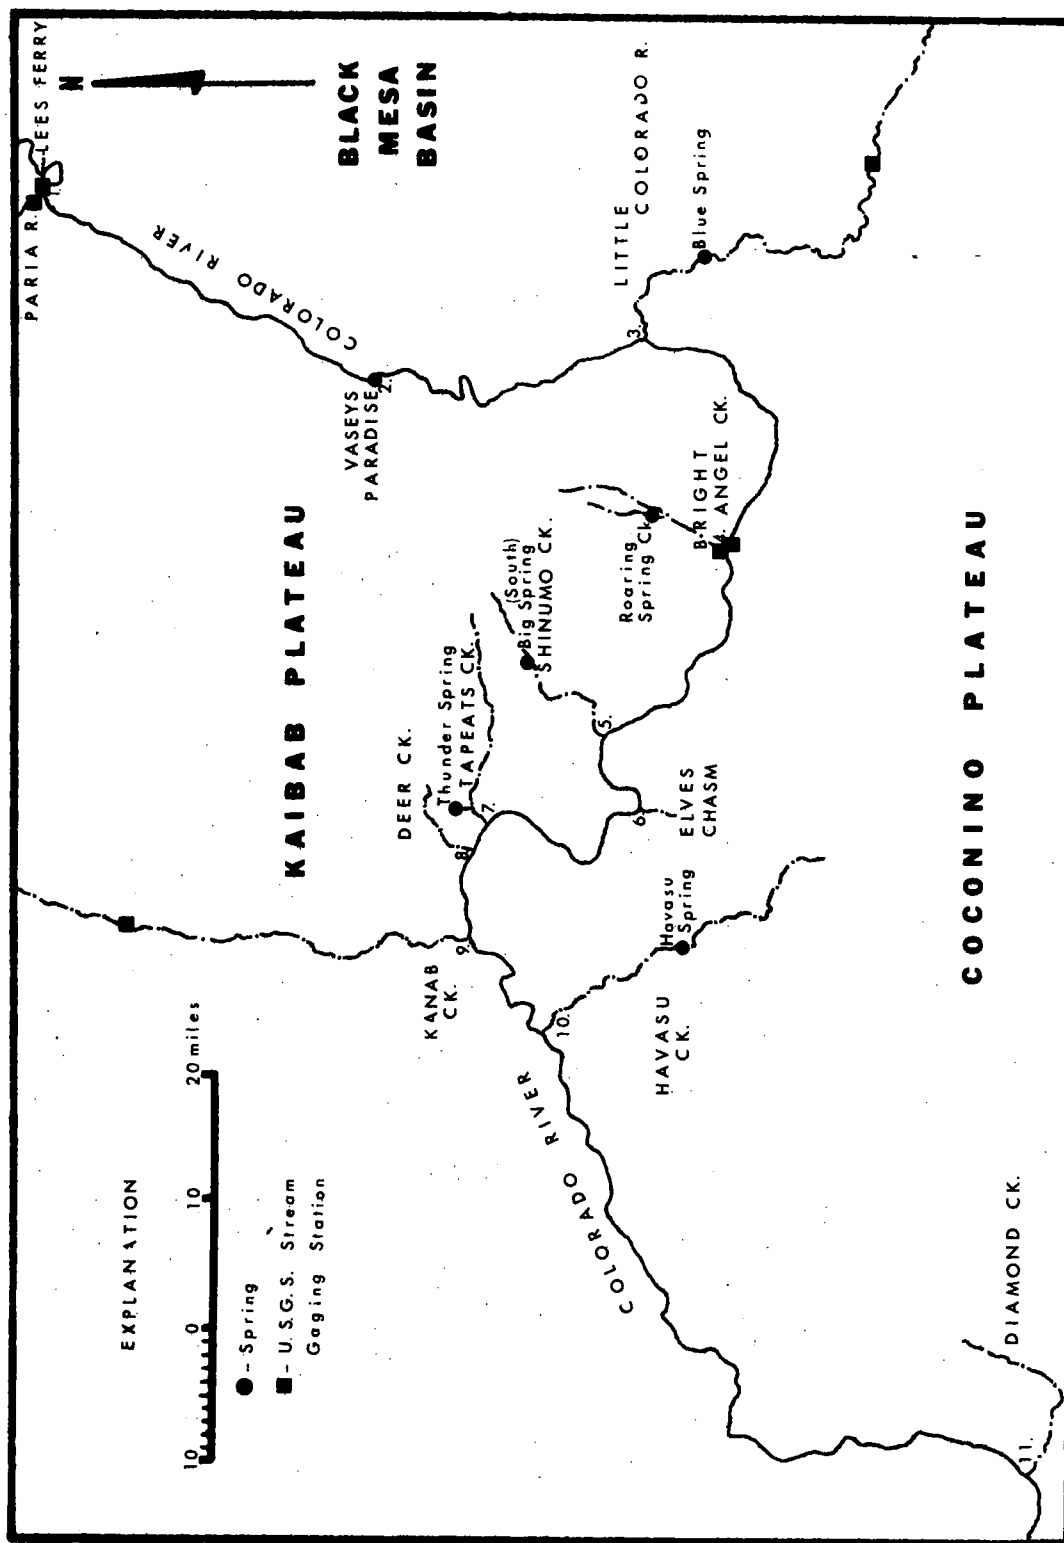 PARIA R.
LEES FERRY
1.
N
COLORADO RIVER
BLACK
MESA
BASIN
VASEYS
PARADISE
2.
KAIBAB PLATEAU
LITTLE
COLORADO R.
3.
Blue Spring
BRIGHT
4. ANGEL CK.
Roaring
Spring Ck.
(South)
Big Spring
SHINUMO CK.
5.
ELVES
CHASM
6.
Thunder Spring
TAPEATS CK.
7.
DEER CK.
8.
KANAB
CK.
9.
10.
Havasu
Spring
HAVASU
CK.
COLORADO RIVER
COCONINO PLATEAU
DIAMOND CK.
11.
EXPLANATION
10 0 10 20 miles
- Spring
- U.S.G.S. Stream
Gaging Station